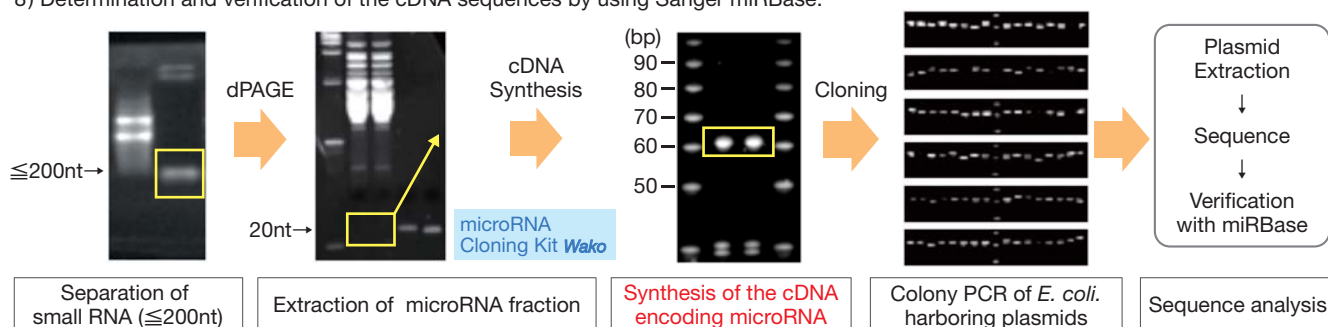 8) Determination and verification of the cDNA sequences by using Sanger miRBase.
(bp)
90
80
70
60
50
dPAGE
cDNA
Synthesis
Cloning
≦200nt→
20nt→
microRNA
Cloning Kit Wako
Plasmid
Extraction
↓
Sequence
↓
Verification
with miRBase
Separation of
small RNA (≦200nt)
Extraction of microRNA fraction
Synthesis of the cDNA
encoding microRNA
Colony PCR of E. coli.
harboring plasmids
Sequence analysis